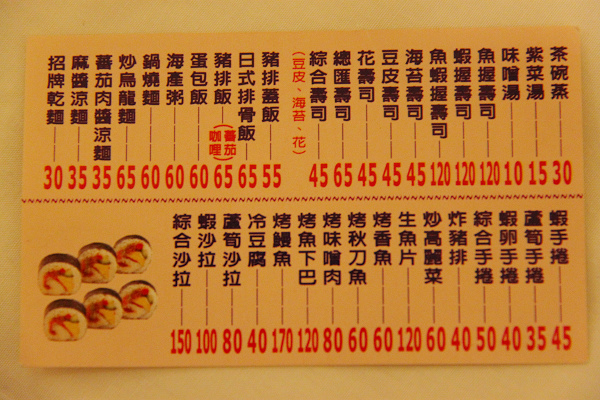 茶碗蒸 30
紫菜湯 15
味噌湯 10
魚握壽司 120
蝦握壽司 120
魚蝦握壽司 120
海苔壽司 45
豆皮壽司 45
花壽司 45
總匯壽司 65
綜合壽司 45
(豆皮、海苔、花)
豬排蓋飯 55
日式排骨飯 65
豬排飯 65
(蕃茄
咖哩)
蛋包飯 60
海產粥 60
鍋燒麵 60
炒烏龍麵 65
蕃茄肉醬涼麵 35
麻醬涼麵 35
招牌乾麵 30
蝦手捲 45
蘆筍手捲 35
蝦卵手捲 40
綜合手捲 50
炸豬排 40
炒高麗菜 60
生魚片 120
烤香魚 60
烤秋刀魚 60
烤味噌肉 80
烤魚下巴 120
烤鰻魚 170
冷豆腐 40
蘆筍沙拉 80
蝦沙拉 100
綜合沙拉 150